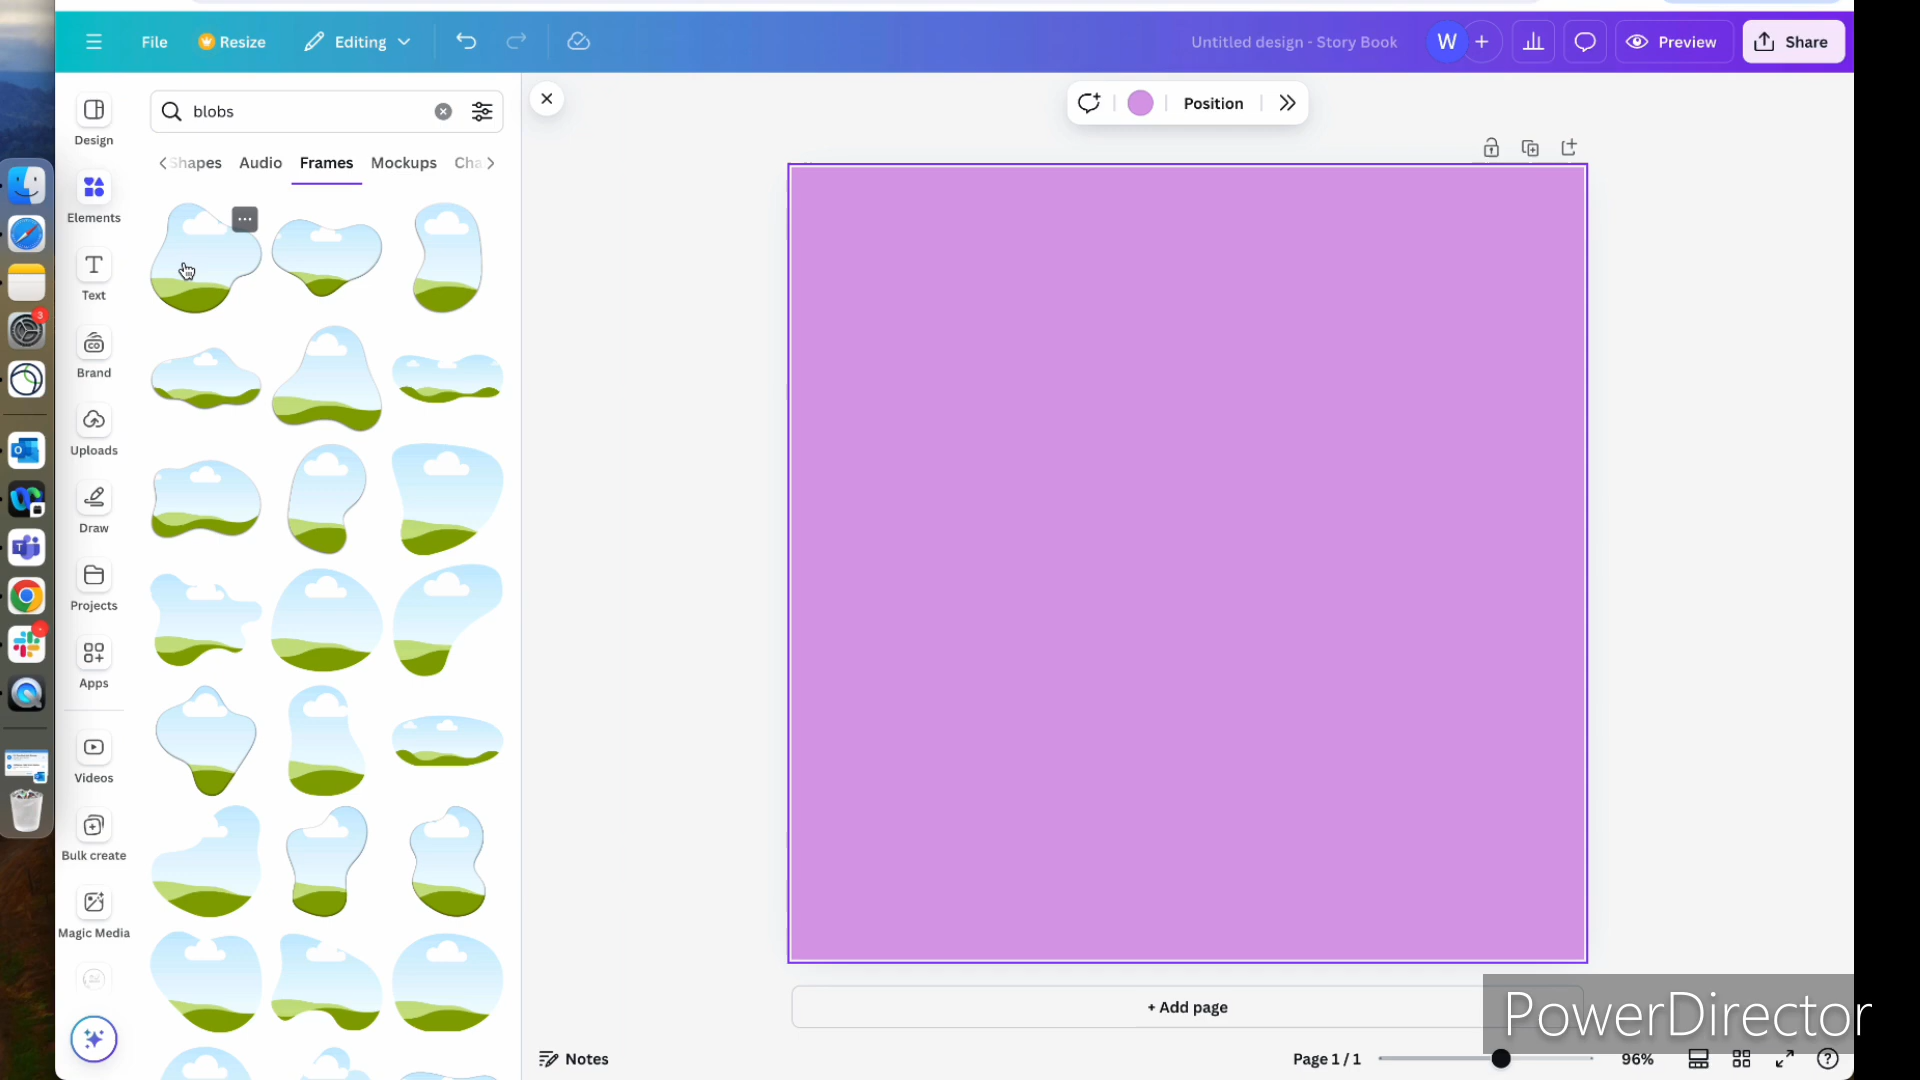 File
Resize
Editing
Untitled design - Story Book
W
Preview
Share
Design
Elements
Text
Brand
Uploads
Draw
Projects
Apps
Videos
Bulk create
Magic Media
blobs
Shapes
Audio
Frames
Mockups
Cha
Position
+ Add page
Notes
Page 1 / 1
96%
PowerDirector
3